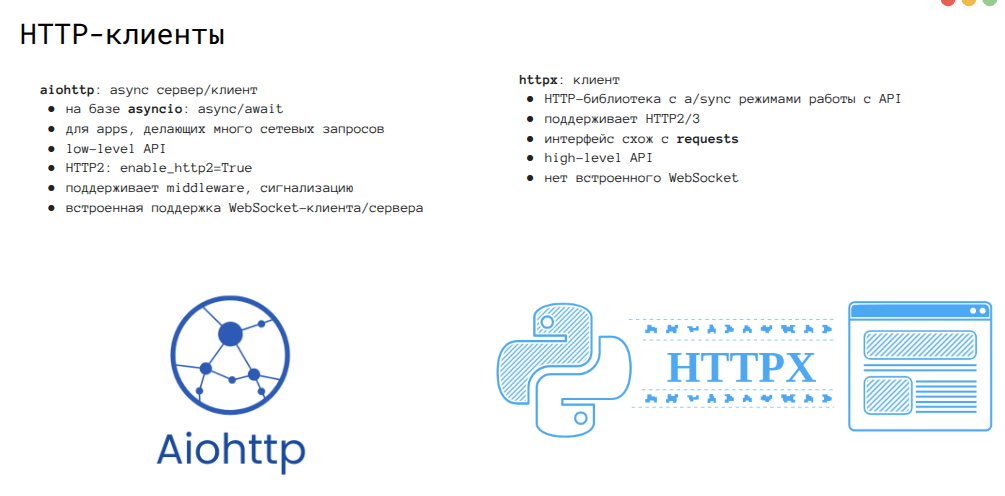 HTTP-клиенты
aiohttp: async сервер/клиент
● на базе asyncio: async/await
● для apps, делающих много сетевых запросов
● low-level API
● HTTP2: enable_http2=True
● поддерживает middleware, сигнализацию
● встроенная поддержка WebSocket-клиента/сервера
httpx: клиент
● HTTP-библиотека с a/sync режимами работы с API
● поддерживает HTTP2/3
● интерфейс схож с requests
● high-level API
● нет встроенного WebSocket
Aiohttp
HTTPX